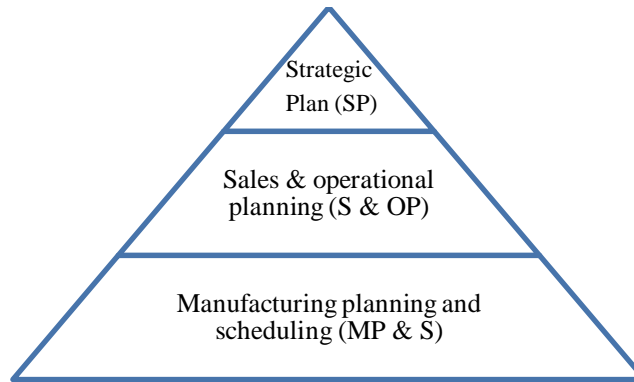 Strategic
Plan (SP)
Sales & operational
planning (S & OP)
Manufacturing planning and
scheduling (MP & S)